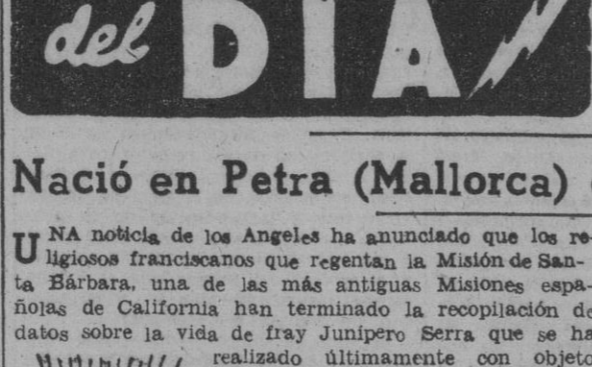 del DIA
Nació en Petra (Mallorca)
UNA noticia de los Angeles ha anunciado que los re-
ligiosos franciscanos que regentan la Misión de San-
ta Bárbara, una de las más antiguas Misiones espa-
ñolas de California han terminado la recopilación de
datos sobre la vida de fray Junípero Serra que se ha
realizado últimamente con objeto